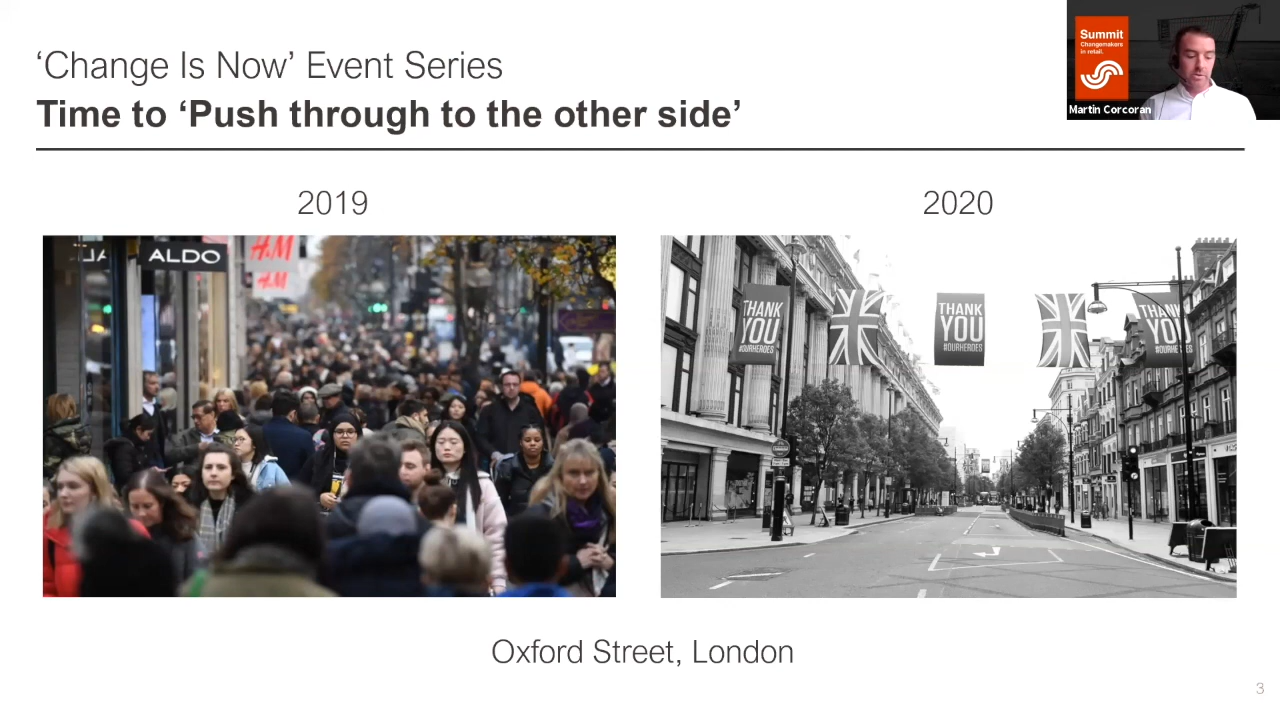 ‘Change Is Now’ Event Series
Time to ‘Push through to the other side’
Summit
Changemakers
in retail.
Martin Corcoran
2019
2020
ALDO
H&M
H&M
THANK
YOU
#OURHEROES
THANK
YOU
#OURHEROES
THANK
YOU
#OURHEROES
Oxford Street, London
3